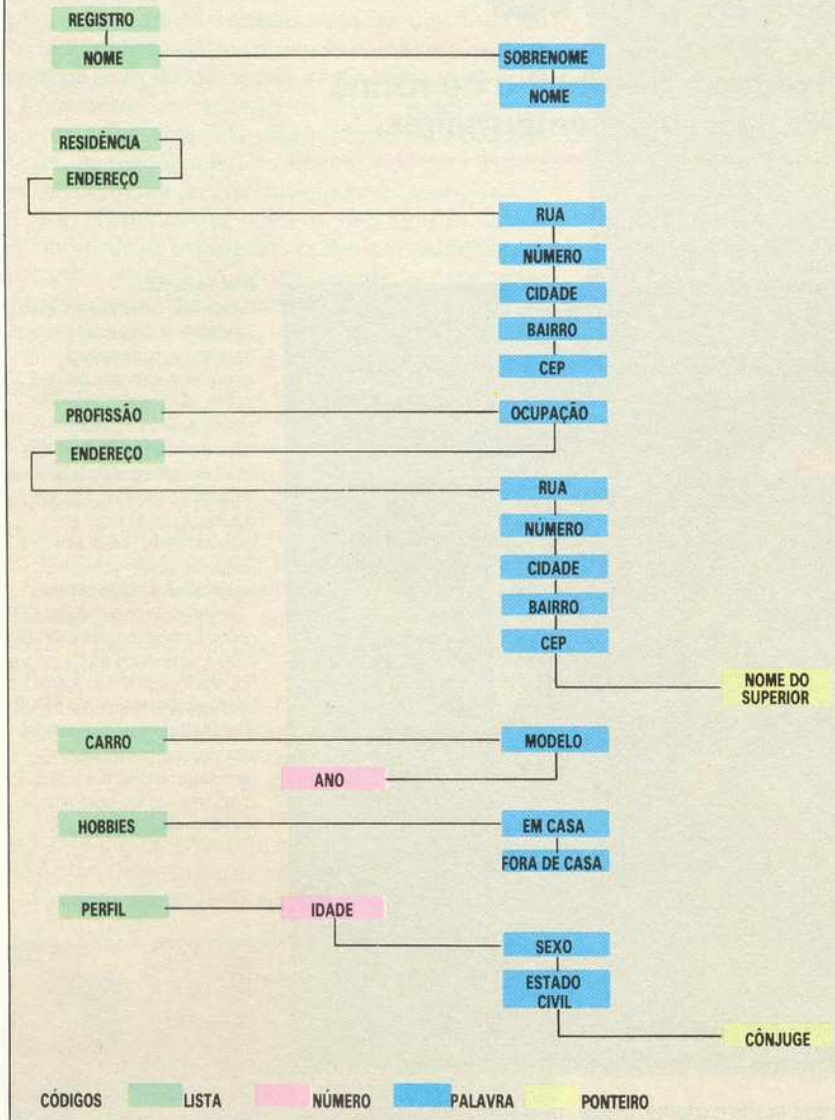 REGISTRO
NOME SOBRENOME
NOME
RESIDÊNCIA
ENDEREÇO
RUA
NÚMERO
CIDADE
BAIRRO
CEP
PROFISSÃO OCUPAÇÃO
ENDEREÇO
RUA
NÚMERO
CIDADE
BAIRRO
CEP
NOME DO
SUPERIOR
CARRO MODELO
ANO
HOBBIES EM CASA
FORA DE CASA
PERFIL IDADE
SEXO
ESTADO
CIVIL
CÔNJUGE
CÓDIGOS LISTA NÚMERO PALAVRA PONTEIRO